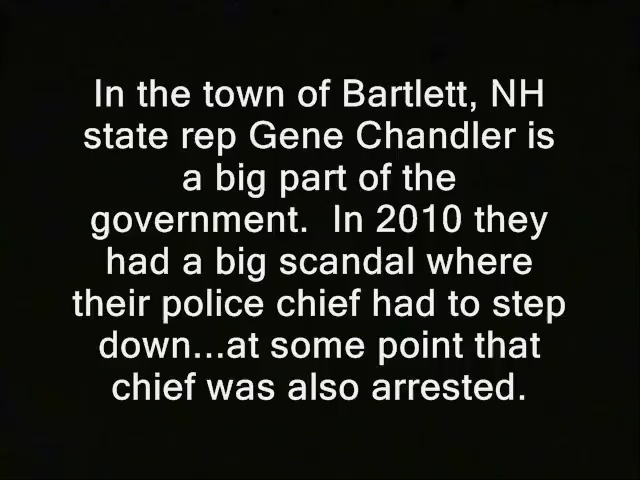 In the town of Bartlett, NH
state rep Gene Chandler is
a big part of the
government.  In 2010 they
had a big scandal where
their police chief had to step
down...at some point that
chief was also arrested.